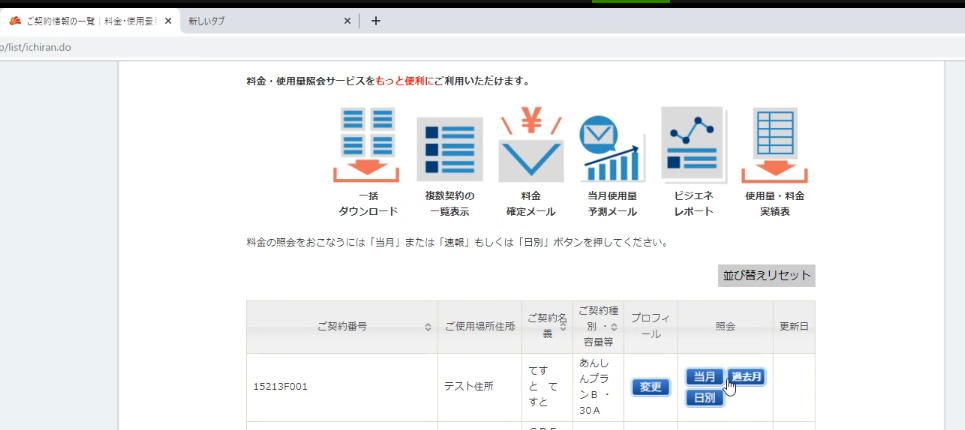 ご契約情報の一覧｜料金・使用量
新しいタブ
o/list/ichiran.do
料金・使用量照会サービスをもっと便利にご利用いただけます。
一括
ダウンロード
複数契約の
一覧表示
料金
確定メール
当月使用量
予測メール
ビジエネ
レポート
使用量・料金
実績表
料金の照会をおこなうには「当月」または「速報」もしくは「日別」ボタンを押してください。
並び替えリセット
ご契約番号
ご使用場所住所
ご契約名
義
ご契約種
別・
容量等
プロフィ
ール
照会
更新日
15213F001
テスト住所
てす
と て
すと
あんし
んプラ
ンB・
30A
変更
当月
過去月
日別